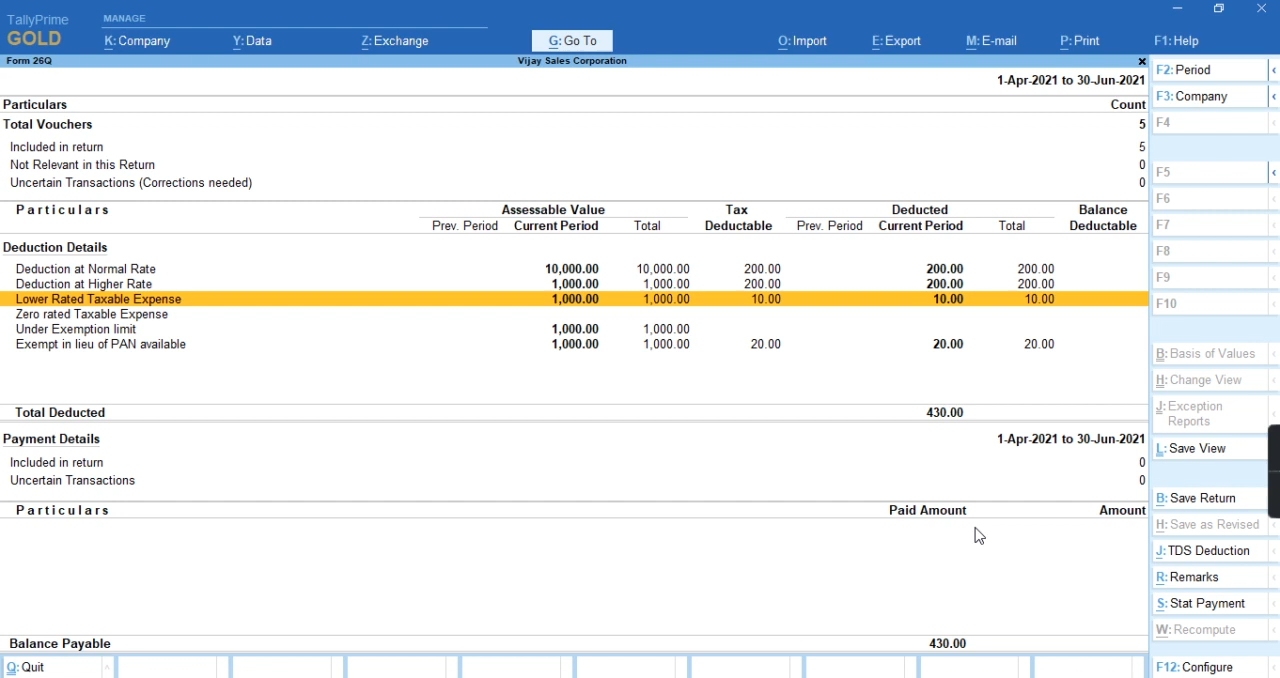 TallyPrime
GOLD
MANAGE
K: Company Y: Data Z: Exchange G: Go To O: Import E: Export M: E-mail P: Print F1: Help
Form 26Q Vijay Sales Corporation
1-Apr-2021 to 30-Jun-2021
Particulars Count
Total Vouchers 5
Included in return 5
Not Relevant in this Return 0
Uncertain Transactions (Corrections needed) 0
Particulars Assessable Value Tax Deducted Balance
Prev. Period Current Period Total Deductable Prev. Period Current Period Total Deductable
Deduction Details
Deduction at Normal Rate 10,000.00 10,000.00 200.00 200.00 200.00
Deduction at Higher Rate 1,000.00 1,000.00 200.00 200.00 200.00
Lower Rated Taxable Expense 1,000.00 1,000.00 10.00 10.00 10.00
Zero rated Taxable Expense
Under Exemption limit 1,000.00 1,000.00
Exempt in lieu of PAN available 1,000.00 1,000.00 20.00 20.00 20.00
Total Deducted 430.00
Payment Details 1-Apr-2021 to 30-Jun-2021
Included in return 0
Uncertain Transactions 0
Particulars Paid Amount Amount
Balance Payable 430.00
Q: Quit
F2: Period
F3: Company
F4
F5
F6
F7
F8
F9
F10
B: Basis of Values
H: Change View
J: Exception
Reports
L: Save View
B: Save Return
H: Save as Revised
J: TDS Deduction
R: Remarks
S: Stat Payment
W: Recompute
F12: Configure